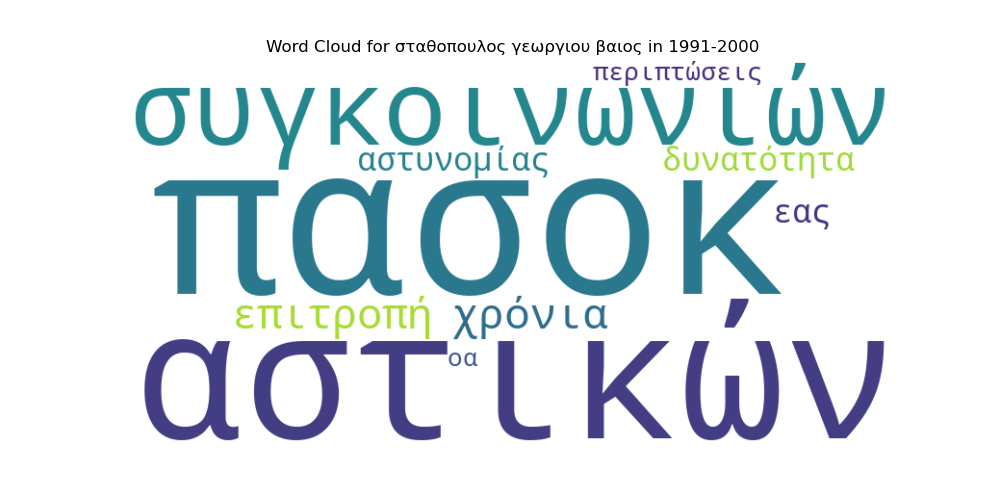 Word Cloud for σταθοπουλος γεωργιου βαιος in 1991-2000
περιπτώσεις
συγκοινωνιών
αστυνομίας δυνατότητα
πασοκ
εας
επιτροπή χρόνια
οα
αστικών